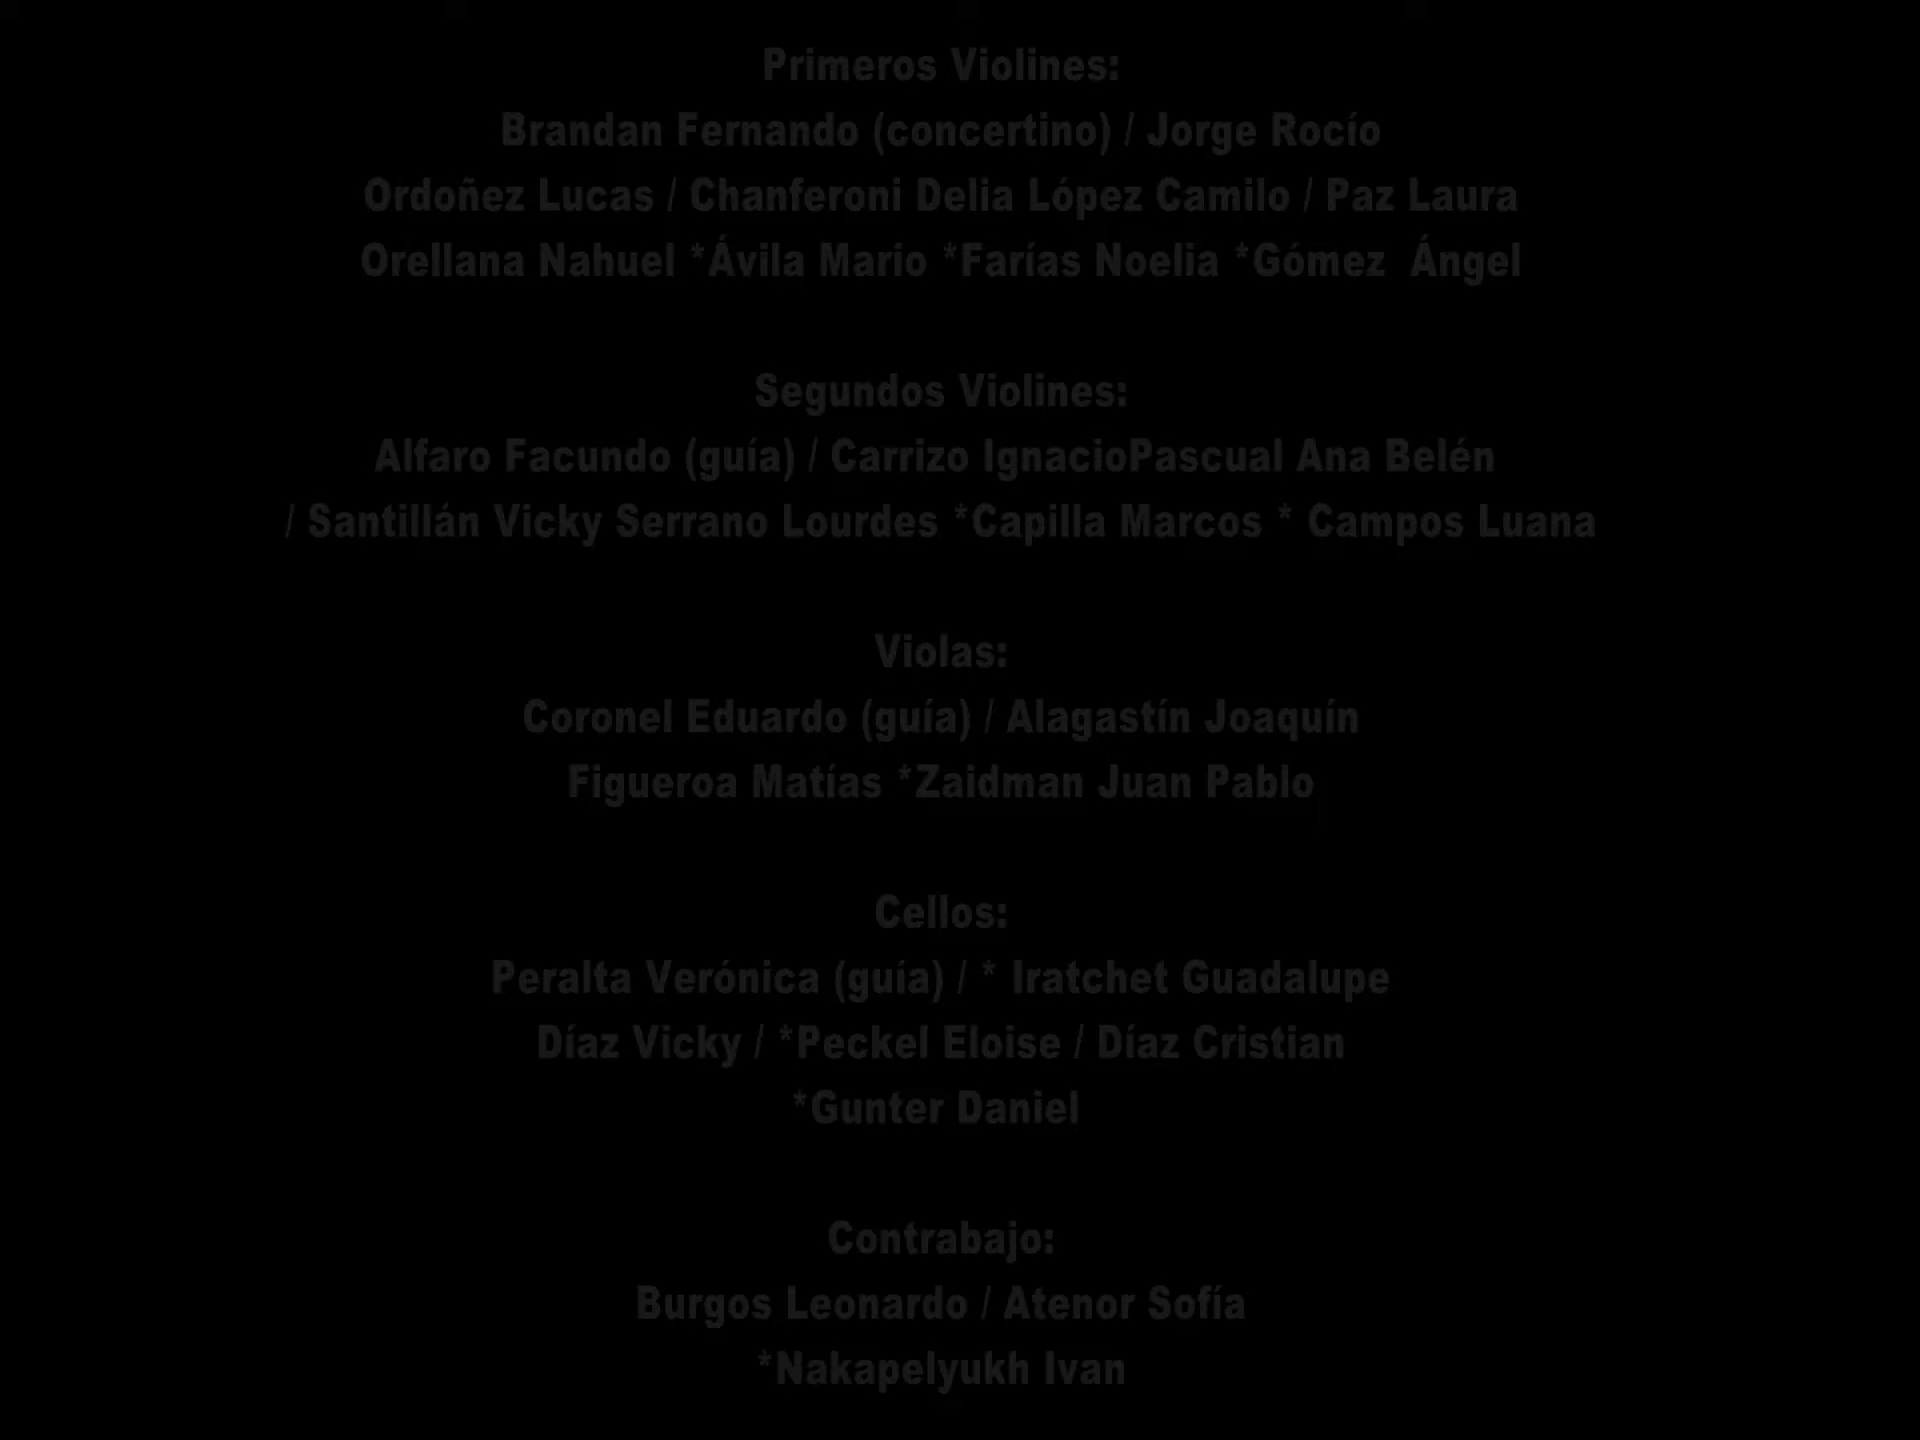 Primeros Violines:
Brandan Fernando (concertino) / Jorge Rocío
Ordoñez Lucas / Chanferoni Delia López Camilo / Paz Laura
Orellana Nahuel *Ávila Mario *Farías Noelia *Gómez  Ángel
Segundos Violines:
Alfaro Facundo (guía) / Carrizo IgnacioPascual Ana Belén
/ Santillán Vicky Serrano Lourdes *Capilla Marcos * Campos Luana
Violas:
Coronel Eduardo (guía) / Alagastín Joaquín
Figueroa Matías *Zaidman Juan Pablo
Cellos:
Peralta Verónica (guía) / * Iratchet Guadalupe
Díaz Vicky / *Peckel Eloise / Díaz Cristian
*Gunter Daniel
Contrabajo:
Burgos Leonardo / Atenor Sofía
*Nakapelyukh Ivan